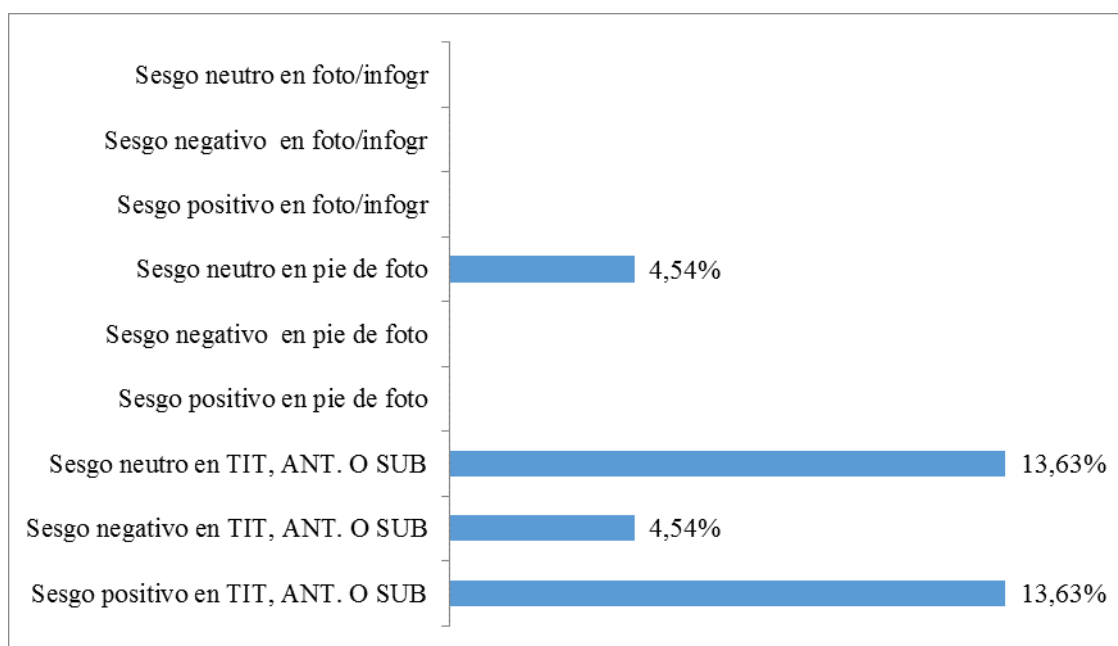 Sesgo neutro en foto/infogr
Sesgo negativo  en foto/infogr
Sesgo positivo en foto/infogr
Sesgo neutro en pie de foto 4,54%
Sesgo negativo  en pie de foto
Sesgo positivo en pie de foto
Sesgo neutro en TIT, ANT. O SUB 13,63%
Sesgo negativo en TIT, ANT. O SUB 4,54%
Sesgo positivo en TIT, ANT. O SUB 13,63%